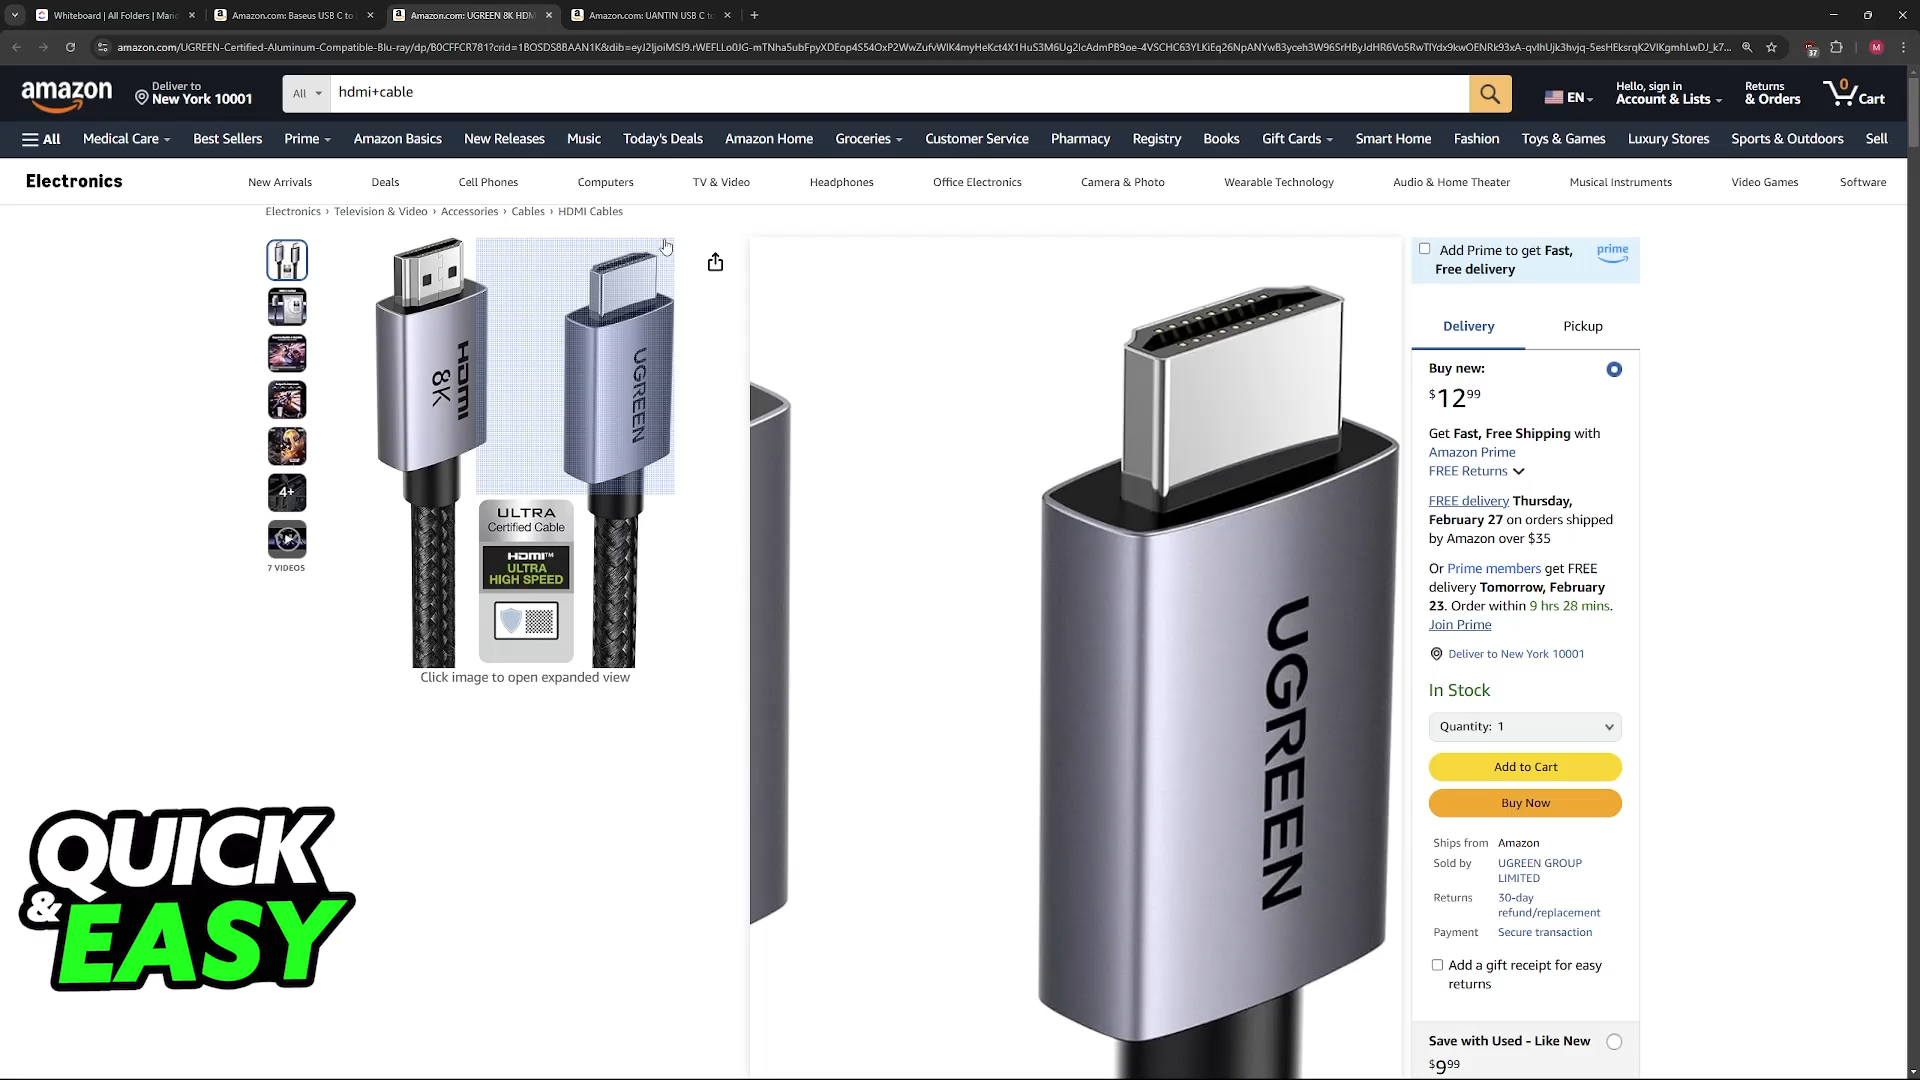 Whiteboard | All Folders | Mario
Amazon.com: Baseus USB C to
Amazon.com: UGREEN 8K HDM
Amazon.com: UANTIN USB C to
37
M
amazon
Deliver to
New York 10001
All
hdmi+cable
EN
Hello, sign in
Account & Lists
Returns
& Orders
0
Cart
All
Medical Care
Best Sellers
Prime
Amazon Basics
New Releases
Music
Today's Deals
Amazon Home
Groceries
Customer Service
Pharmacy
Registry
Books
Gift Cards
Smart Home
Fashion
Toys & Games
Luxury Stores
Sports & Outdoors
Sell
Electronics
New Arrivals
Deals
Cell Phones
Computers
TV & Video
Headphones
Office Electronics
Camera & Photo
Wearable Technology
Audio & Home Theater
Musical Instruments
Video Games
Software
Electronics › Television & Video › Accessories › Cables › HDMI Cables
4+
7 VIDEOS
HDMI
8K
UGREEN
ULTRA
Certified Cable
HDMI™
ULTRA
HIGH SPEED
Click image to open expanded view
UGREEN
Add Prime to get Fast,
Free delivery
prime
Delivery
Pickup
Buy new:
$12.99
Get Fast, Free Shipping with
Amazon Prime
FREE Returns
FREE delivery Thursday,
February 27 on orders shipped
by Amazon over $35
Or Prime members get FREE
delivery Tomorrow, February
23. Order within 9 hrs 28 mins.
Join Prime
Deliver to New York 10001
In Stock
Quantity: 1
Add to Cart
Buy Now
Ships from Amazon
Sold by UGREEN GROUP
LIMITED
Returns 30-day
refund/replacement
Payment Secure transaction
Add a gift receipt for easy
returns
Save with Used - Like New
$9.99
QUICK
& EASY